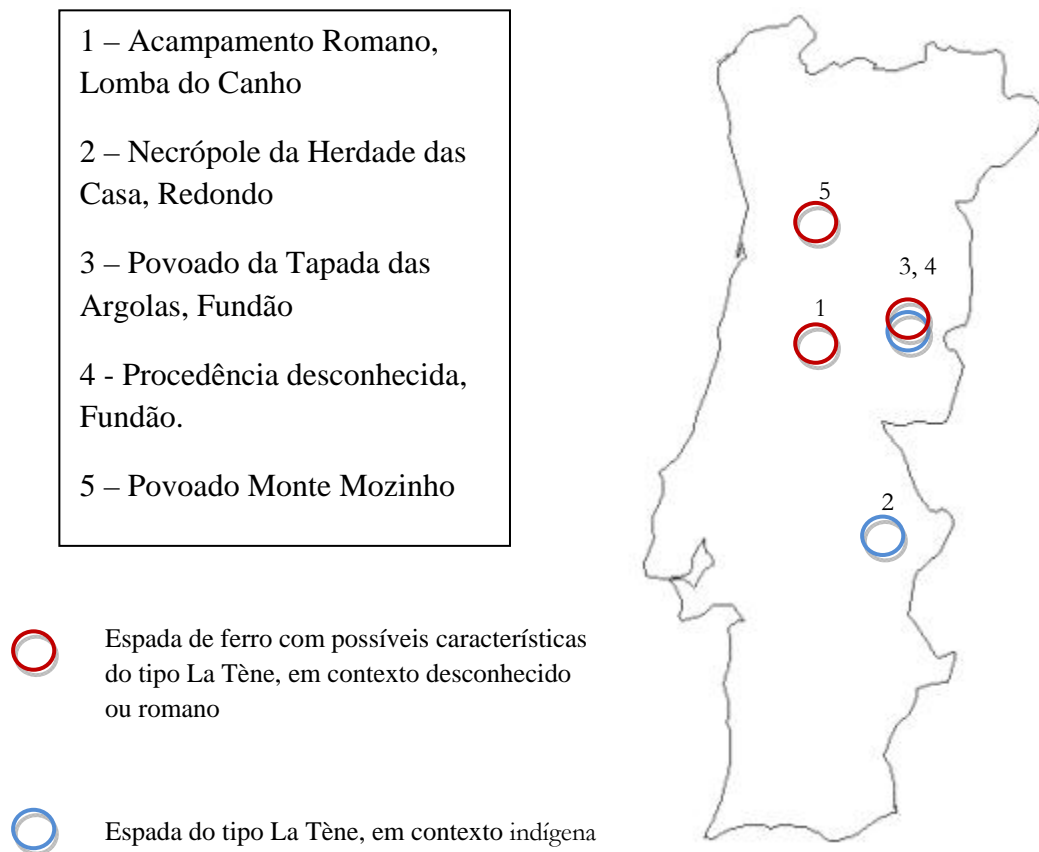 1 – Acampamento Romano,
Lomba do Canho
2 – Necrópole da Herdade das
Casa, Redondo
3 – Povoado da Tapada das
Argolas, Fundão
4 - Procedência desconhecida,
Fundão.
5 – Povoado Monte Mozinho
5
3, 4
1
2
Espada de ferro com possíveis características
do tipo La Tène, em contexto desconhecido
ou romano
Espada do tipo La Tène, em contexto indígena